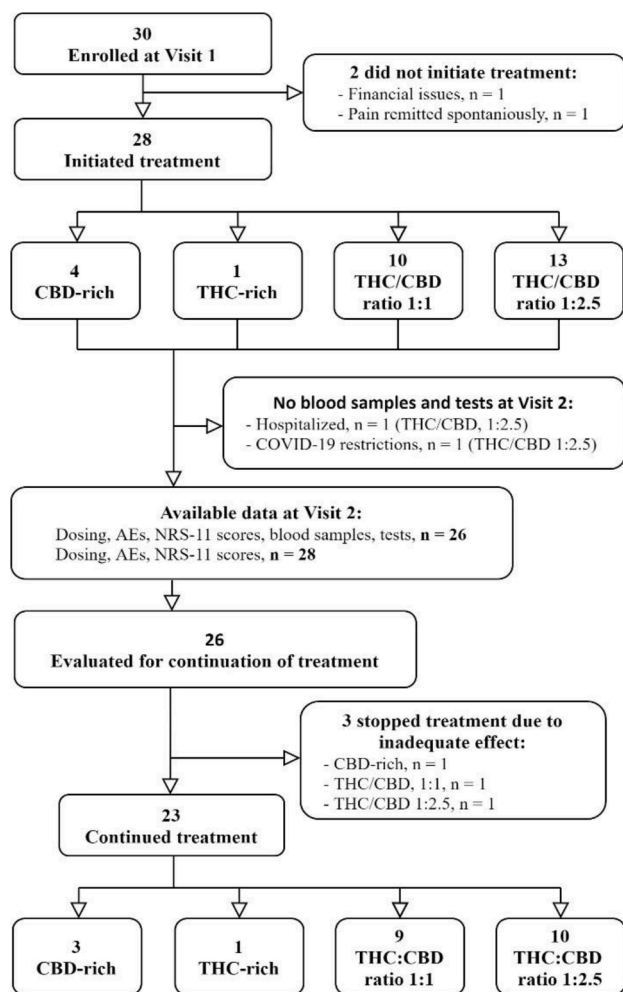 30
Enrolled at Visit 1
2 did not initiate treatment:
- Financial issues, n = 1
- Pain remitted spontaniously, n = 1
28
Initiated treatment
4
CBD-rich
1
THC-rich
10
THC/CBD
ratio 1:1
13
THC/CBD
ratio 1:2.5
No blood samples and tests at Visit 2:
- Hospitalized, n = 1 (THC/CBD, 1:2.5)
- COVID-19 restrictions, n = 1 (THC/CBD 1:2.5)
Available data at Visit 2:
Dosing, AEs, NRS-11 scores, blood samples, tests, n = 26
Dosing, AEs, NRS-11 scores, n = 28
26
Evaluated for continuation of treatment
3 stopped treatment due to
inadequate effect:
- CBD-rich, n = 1
- THC/CBD, 1:1, n = 1
- THC/CBD 1:2.5, n = 1
23
Continued treatment
3
CBD-rich
1
THC-rich
9
THC:CBD
ratio 1:1
10
THC:CBD
ratio 1:2.5